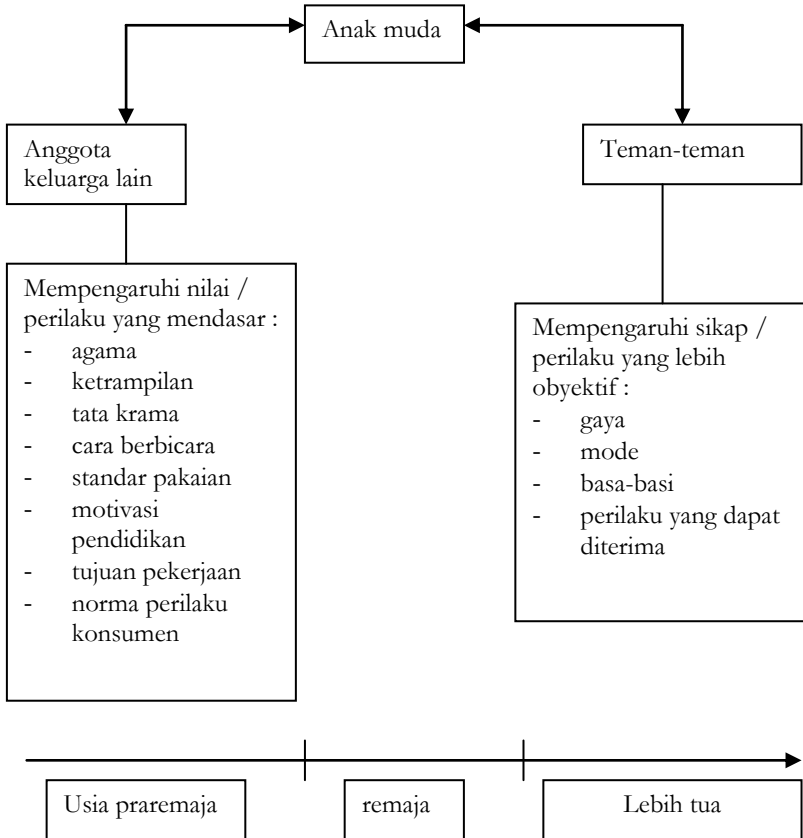 Anak muda
Anggota
keluarga lain
Teman-teman
Mempengaruhi nilai /
perilaku yang mendasar :
- agama
- ketrampilan
- tata krama
- cara berbicara
- standar pakaian
- motivasi
pendidikan
- tujuan pekerjaan
- norma perilaku
konsumen
Mempengaruhi sikap /
perilaku yang lebih
obyektif :
- gaya
- mode
- basa-basi
- perilaku yang dapat
diterima
Usia praremaja
remaja
Lebih tua